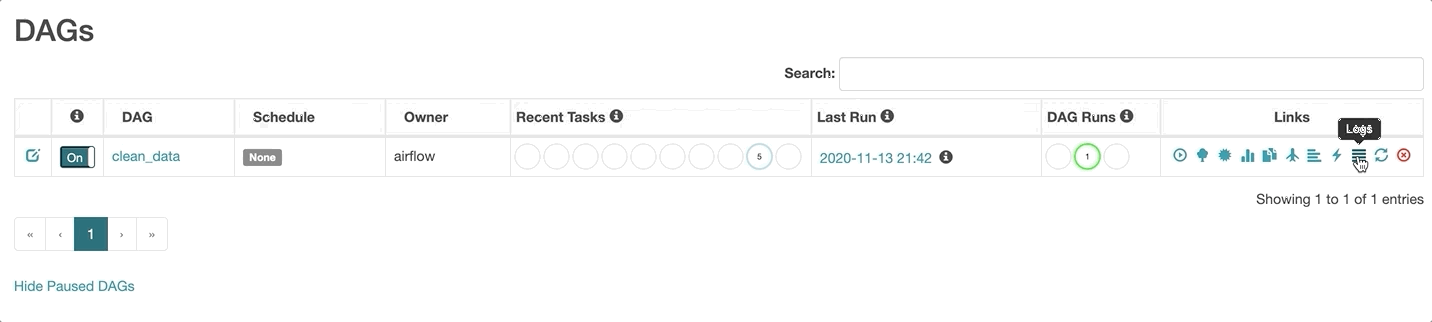 DAGs
Search:
DAG Schedule Owner Recent Tasks Last Run DAG Runs Links
Logs
On clean_data None airflow 5 2020-11-13 21:42 1
Showing 1 to 1 of 1 entries
« ‹ 1 › »
Hide Paused DAGs